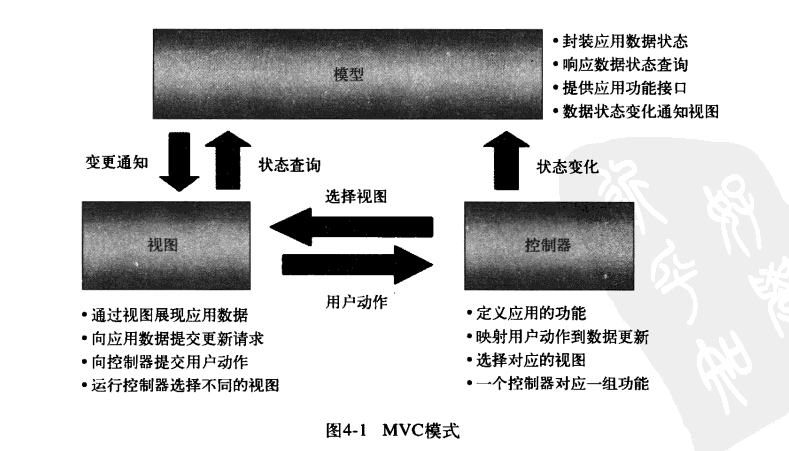 模型
• 封装应用数据状态
• 响应数据状态查询
• 提供应用功能接口
• 数据状态变化通知视图
变更通知
状态查询
状态变化
选择视图
视图
控制器
用户动作
• 通过视图展现应用数据
• 向应用数据提交更新请求
• 向控制器提交用户动作
• 运行控制器选择不同的视图
• 定义应用的功能
• 映射用户动作到数据更新
• 选择对应的视图
• 一个控制器对应一组功能
图4-1 MVC模式